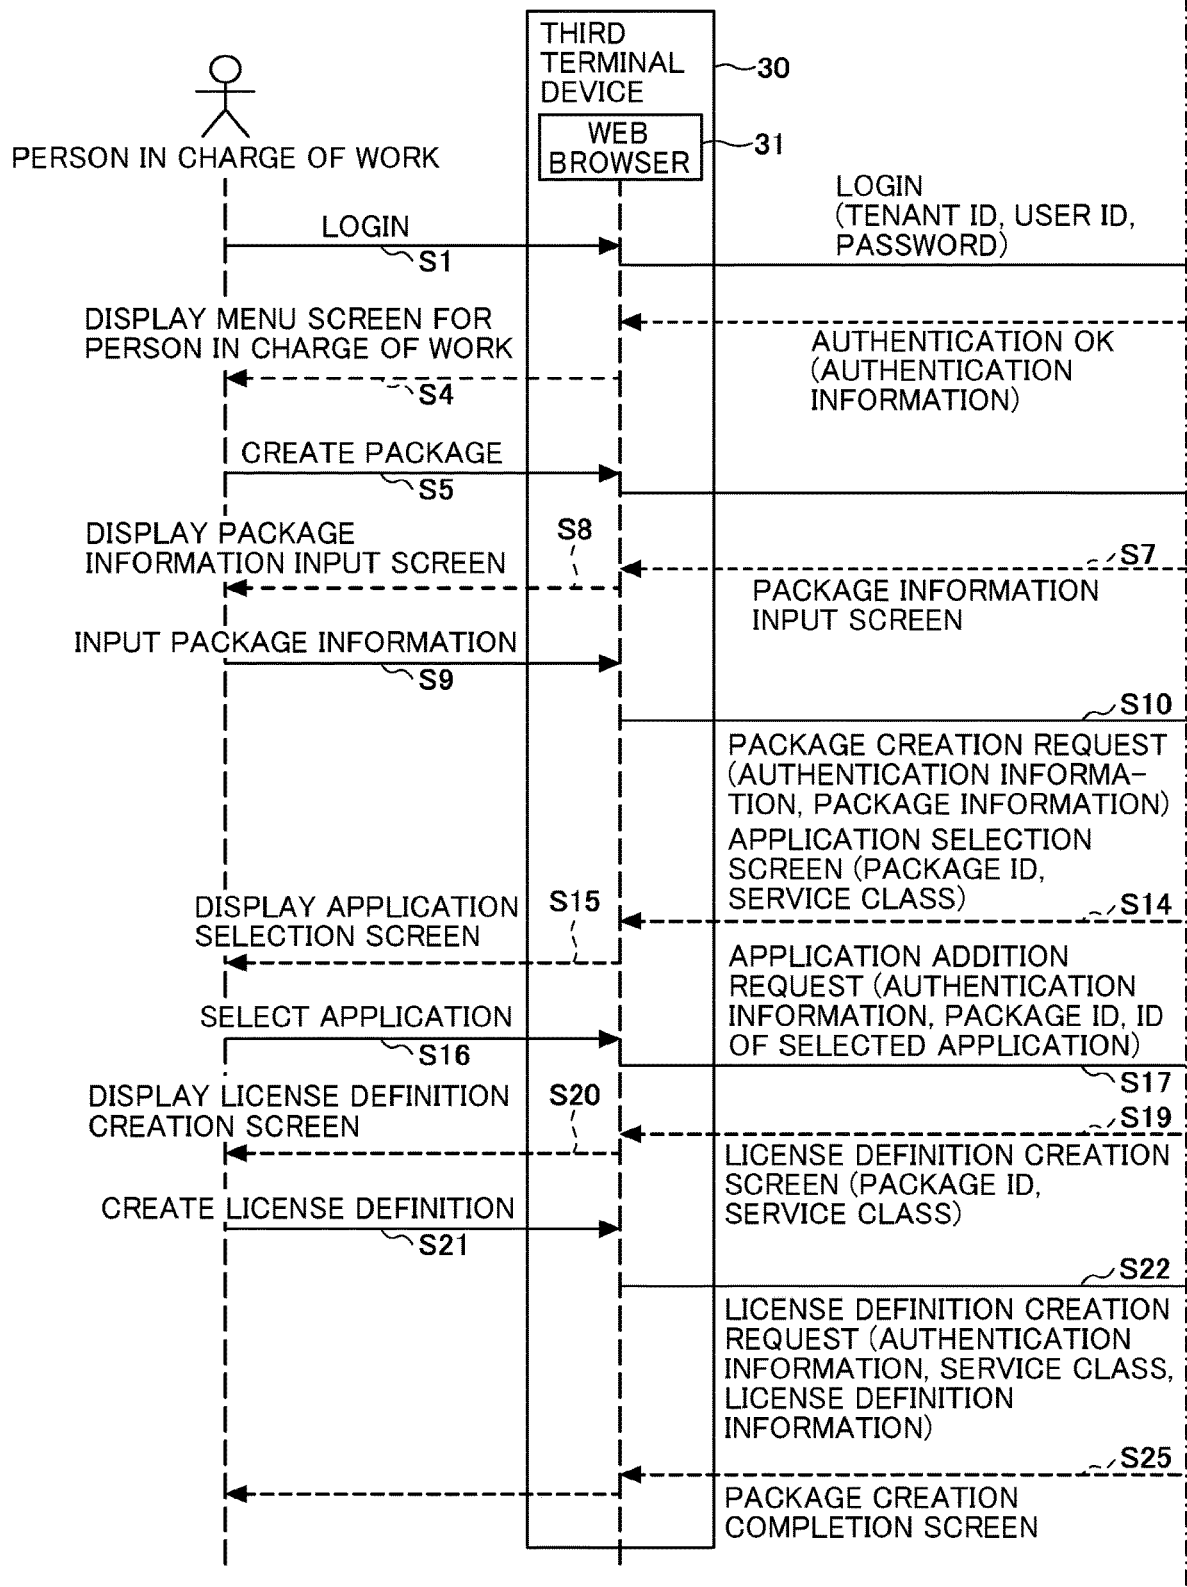 THIRD
TERMINAL
DEVICE
30
WEB
BROWSER
31
PERSON IN CHARGE OF WORK
LOGIN
S1
LOGIN
(TENANT ID, USER ID,
PASSWORD)
DISPLAY MENU SCREEN FOR
PERSON IN CHARGE OF WORK
S4
AUTHENTICATION OK
(AUTHENTICATION
INFORMATION)
CREATE PACKAGE
S5
DISPLAY PACKAGE
INFORMATION INPUT SCREEN
S8
S7
PACKAGE INFORMATION
INPUT SCREEN
INPUT PACKAGE INFORMATION
S9
S10
PACKAGE CREATION REQUEST
(AUTHENTICATION INFORMA-
TION, PACKAGE INFORMATION)
APPLICATION SELECTION
SCREEN (PACKAGE ID,
SERVICE CLASS)
S14
DISPLAY APPLICATION
SELECTION SCREEN
S15
APPLICATION ADDITION
REQUEST (AUTHENTICATION
INFORMATION, PACKAGE ID, ID
OF SELECTED APPLICATION)
SELECT APPLICATION
S16
S17
DISPLAY LICENSE DEFINITION
CREATION SCREEN
S20
S19
LICENSE DEFINITION CREATION
SCREEN (PACKAGE ID,
SERVICE CLASS)
CREATE LICENSE DEFINITION
S21
S22
LICENSE DEFINITION CREATION
REQUEST (AUTHENTICATION
INFORMATION, SERVICE CLASS,
LICENSE DEFINITION
INFORMATION)
S25
PACKAGE CREATION
COMPLETION SCREEN